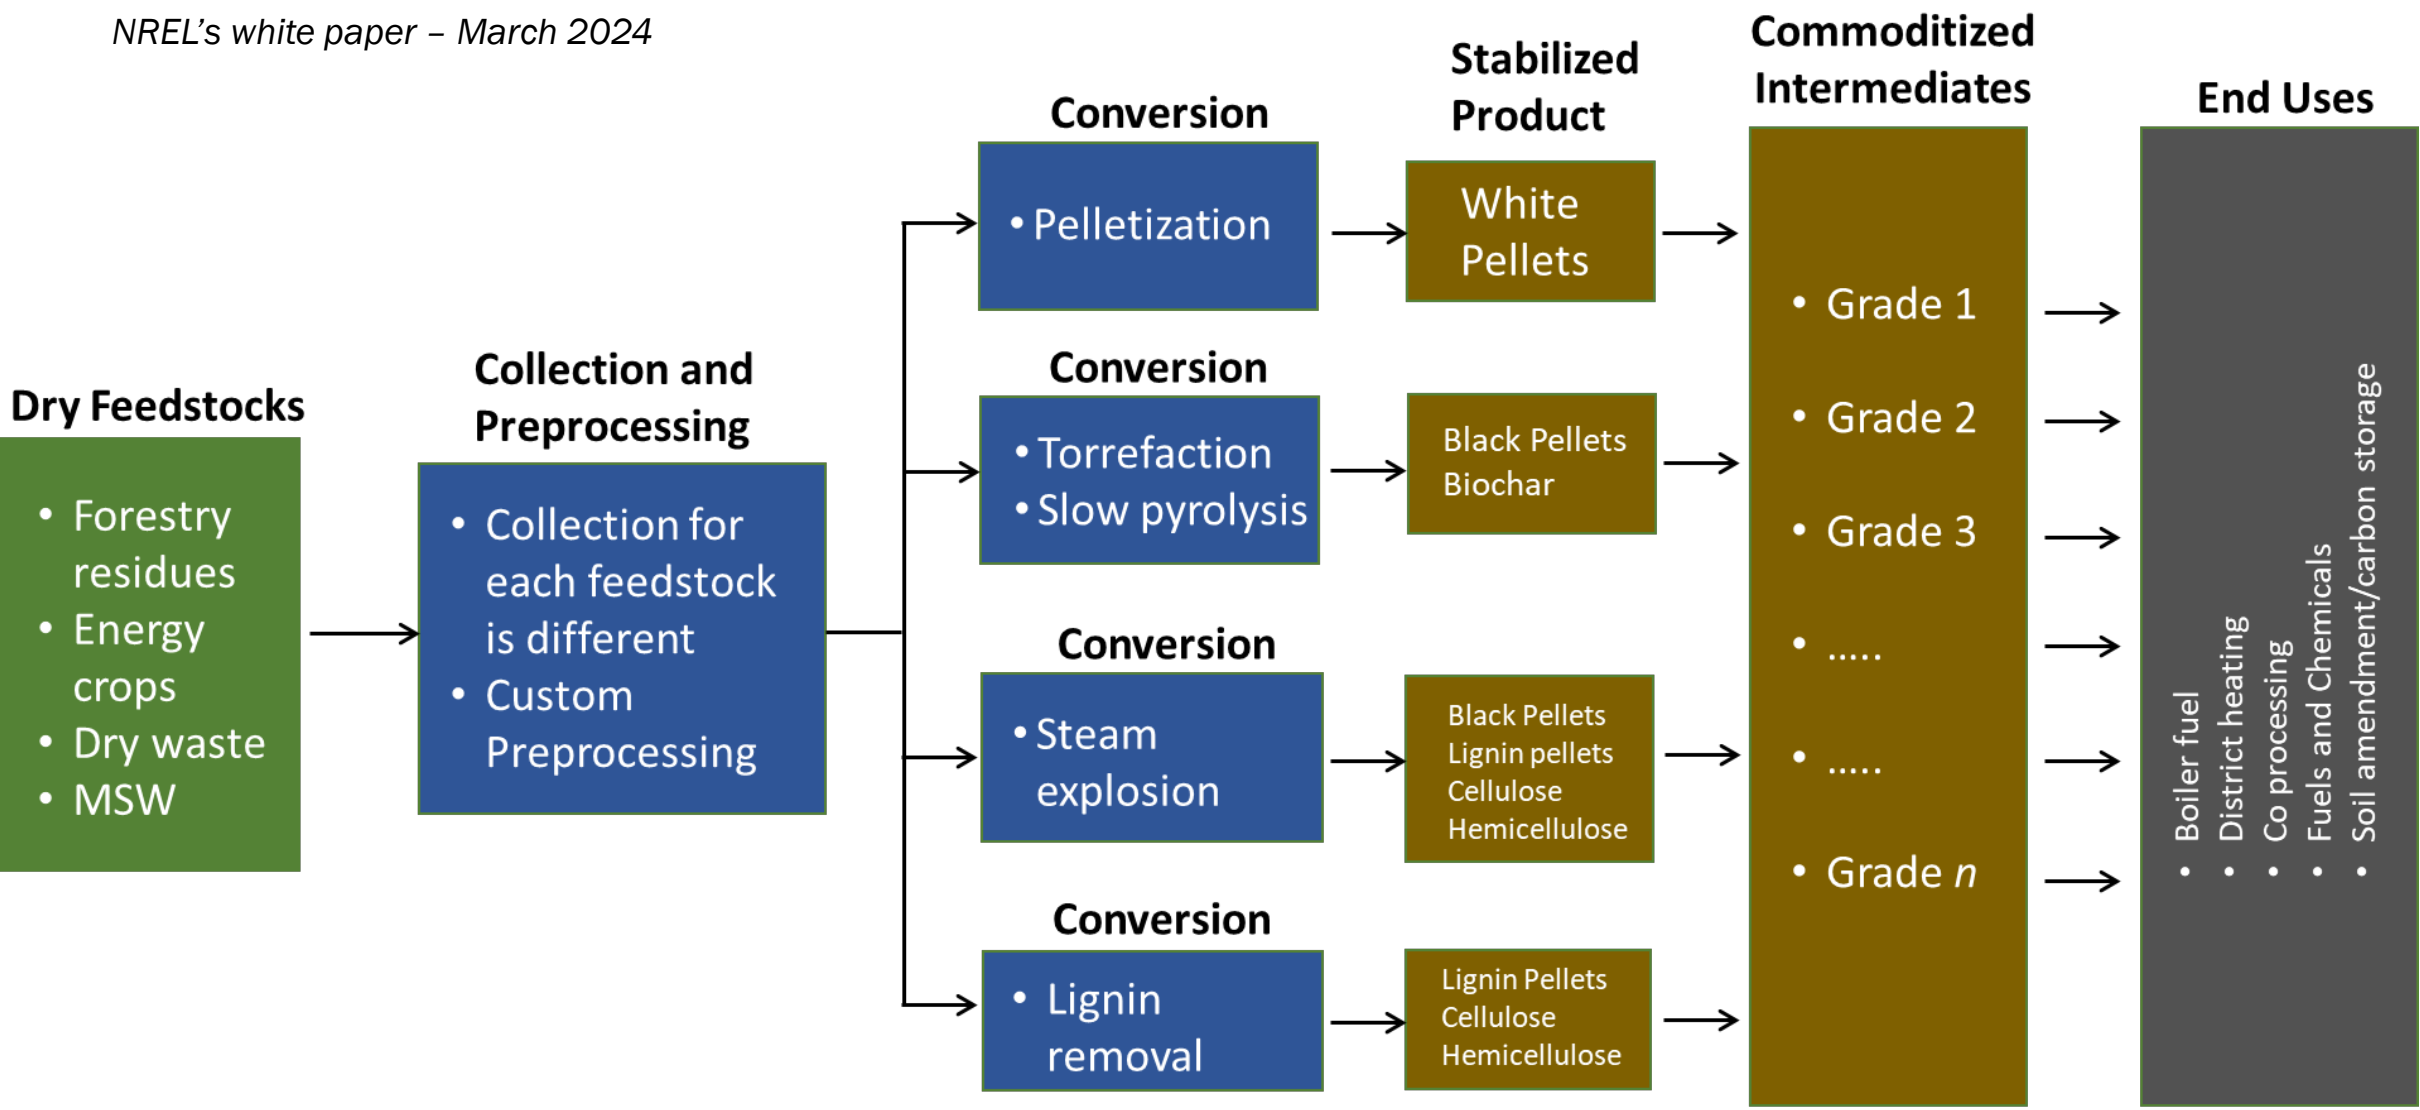 NREL's white paper – March 2024
Dry Feedstocks
• Forestry
residues
• Energy
crops
• Dry waste
• MSW
Collection and
Preprocessing
• Collection for
each feedstock
is different
• Custom
Preprocessing
Conversion
• Pelletization
Conversion
• Torrefaction
• Slow pyrolysis
Conversion
• Steam
explosion
Conversion
• Lignin
removal
Stabilized
Product
White
Pellets
Black Pellets
Biochar
Black Pellets
Lignin pellets
Cellulose
Hemicellulose
Lignin Pellets
Cellulose
Hemicellulose
Commoditized
Intermediates
• Grade 1
• Grade 2
• Grade 3
• .....
• .....
• Grade n
End Uses
• Boiler fuel
• District heating
• Co processing
• Fuels and Chemicals
• Soil amendment/carbon storage